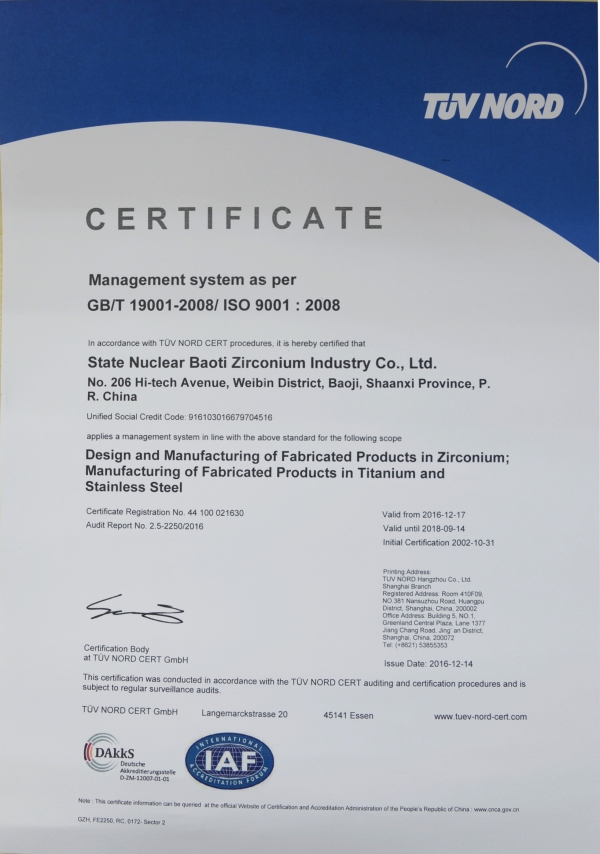 TÜV NORD
CERTIFICATE
Management system as per
GB/T 19001-2008/ ISO 9001 : 2008
In accordance with TÜV NORD CERT procedures, it is hereby certified that
State Nuclear Baoti Zirconium Industry Co., Ltd.
No. 206 Hi-tech Avenue, Weibin District, Baoji, Shaanxi Province, P.
R. China
Unified Social Credit Code: 916103016679704516
applies a management system in line with the above standard for the following scope
Design and Manufacturing of Fabricated Products in Zirconium;
Manufacturing of Fabricated Products in Titanium and
Stainless Steel
Certificate Registration No. 44 100 021630
Audit Report No. 2.5-2250/2016
Valid from 2016-12-17
Valid until 2018-09-14
Initial Certification 2002-10-31
Printing Address:
TUV NORD Hangzhou Co., Ltd.
Shanghai Branch
Registered Address: Room 410F09,
NO.381 Nansuzhou Road, Huangpu
District, Shanghai, China, 200002
Office Address: Building 5, NO.1,
Greenland Central Plaza, Lane 1377
Jiang Chang Road, Jing' an District,
Shanghai, China, 200072
Tel: (+8621) 53855353
Certification Body
at TÜV NORD CERT GmbH
Issue Date: 2016-12-14
This certification was conducted in accordance with the TÜV NORD CERT auditing and certification procedures and is
subject to regular surveillance audits.
TÜV NORD CERT GmbH Langemarckstrasse 20 45141 Essen www.tuev-nord-cert.com
DAkkS
Deutsche
Akkreditierungsstelle
D-ZM-12007-01-01
INTERNATIONAL
IAF
ACCREDITATION FORUM
Note : This certificate information can be queried at the official Website of Certification and Accreditation Administration of the People's Republic of China : www.cnca.gov.cn
GZH, FE2250, RC, 0172- Sector 2